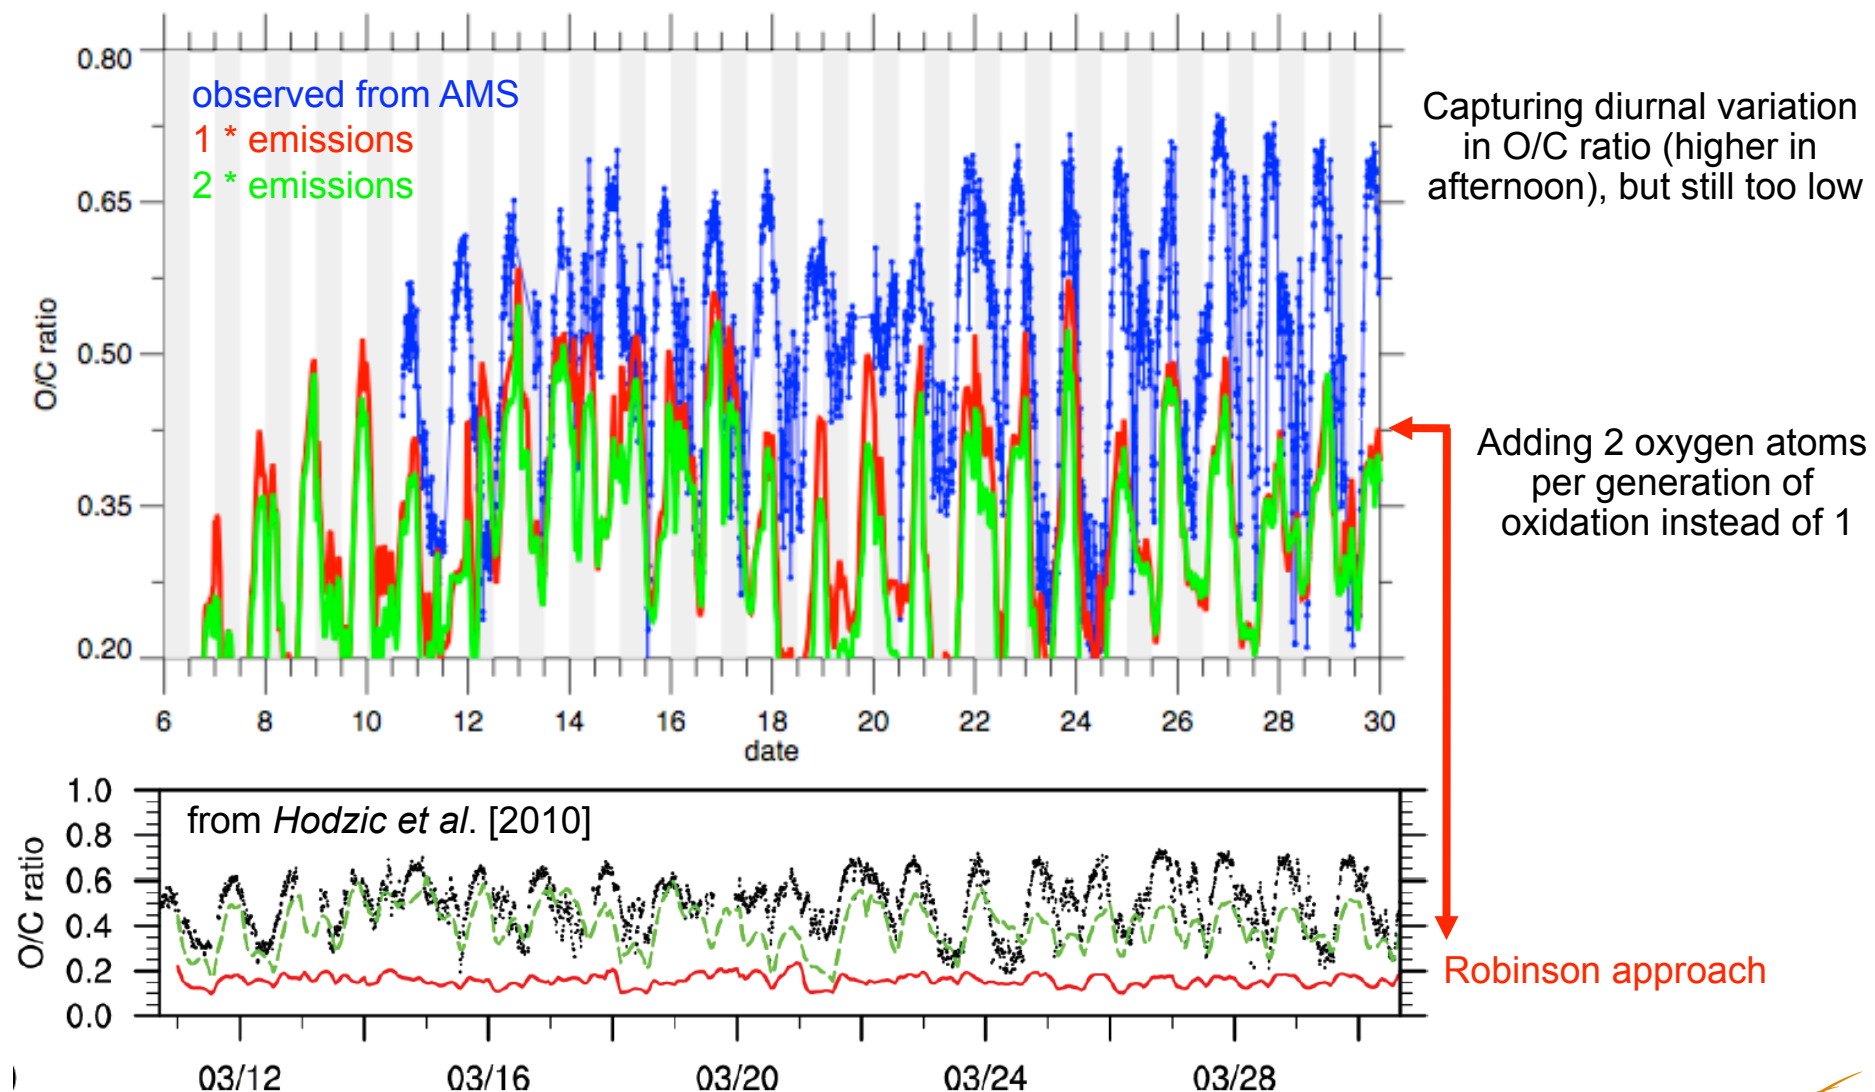 0.80
0.65
0.50
0.35
0.20
O/C ratio
observed from AMS
1 * emissions
2 * emissions
6 8 10 12 14 16 18 20 22 24 26 28 30
date
Capturing diurnal variation
in O/C ratio (higher in
afternoon), but still too low
Adding 2 oxygen atoms
per generation of
oxidation instead of 1
1.0
0.8
0.6
0.4
0.2
0.0
O/C ratio
from Hodzic et al. [2010]
Robinson approach
03/12 03/16 03/20 03/24 03/28